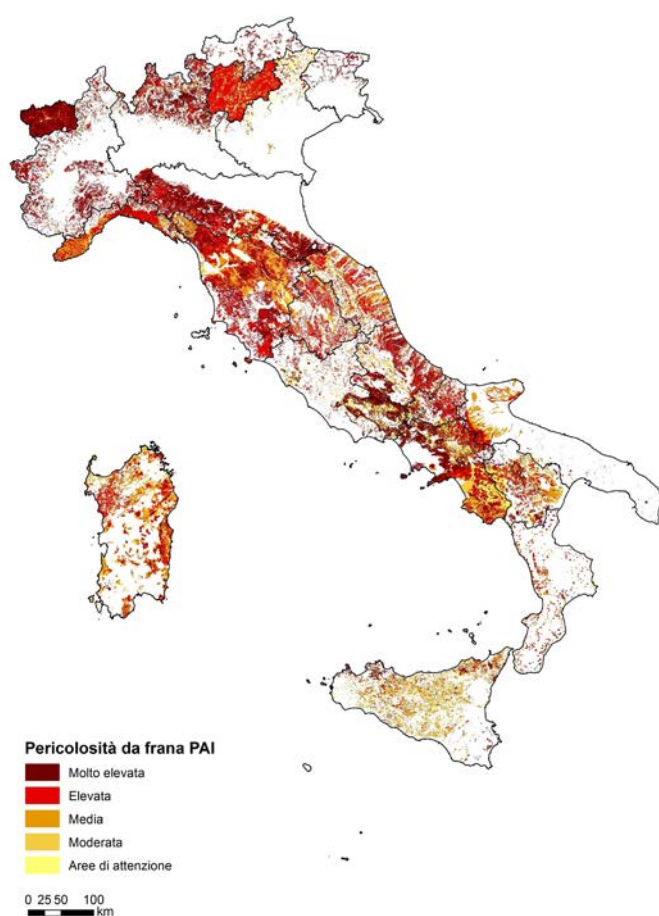 Pericolosità da frana PAI
Molto elevata
Elevata
Media
Moderata
Aree di attenzione
0 25 50 100
km